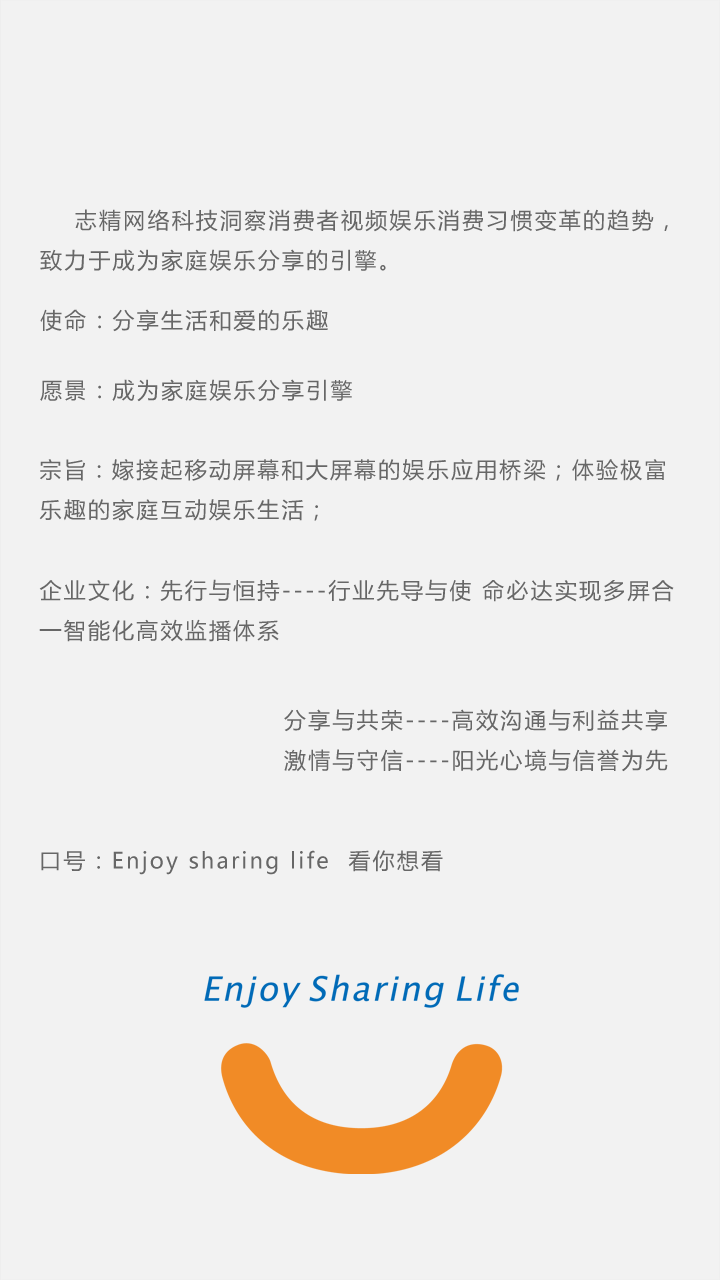 志精网络科技洞察消费者视频娱乐消费习惯变革的趋势，
致力于成为家庭娱乐分享的引擎。
使命：分享生活和爱的乐趣
愿景：成为家庭娱乐分享引擎
宗旨：嫁接起移动屏幕和大屏幕的娱乐应用桥梁；体验极富
乐趣的家庭互动娱乐生活；
企业文化：先行与恒持----行业先导与使 命必达实现多屏合
一智能化高效监播体系
分享与共荣----高效沟通与利益共享
激情与守信----阳光心境与信誉为先
口号：Enjoy sharing life 看你想看
Enjoy Sharing Life